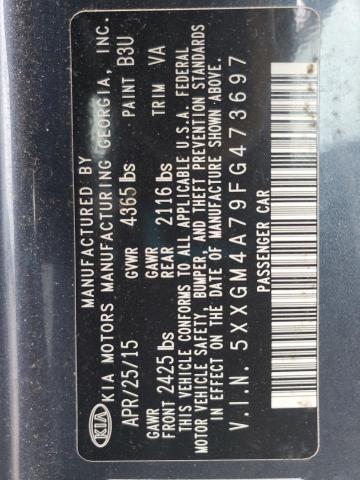 KIA
MANUFACTURED BY
KIA MOTORS MANUFACTURING GEORGIA, INC.
APR/25/15 GVWR 4365 lbs PAINT B3U
GAWR FRONT 2425 lbs GAWR REAR 2116 lbs TRIM VA
THIS VEHICLE CONFORMS TO ALL APPLICABLE U.S.A. FEDERAL
MOTOR VEHICLE SAFETY, BUMPER, AND THEFT PREVENTION STANDARDS
IN EFFECT ON THE DATE OF MANUFACTURE SHOWN ABOVE.
V.I.N. 5XXGM4A79FG473697
PASSENGER CAR